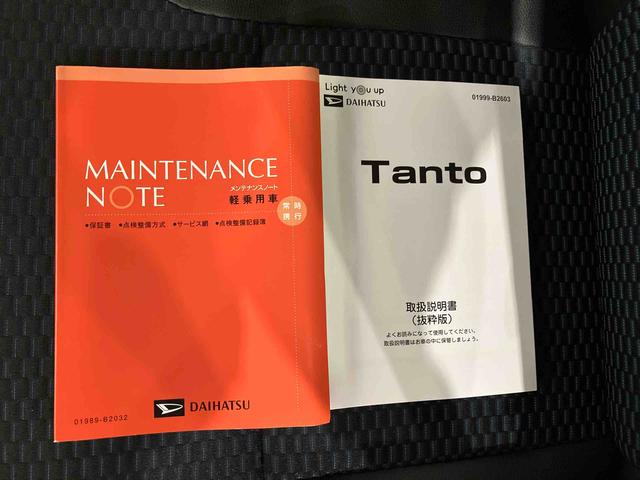 MAINTENANCE
NOTE
メンテナンスノート
軽乗用車
常時
携行
●保証書 ●点検整備方式 ●サービス網 ●点検整備記録簿
DAIHATSU
01989-B2032
Light you up
DAIHATSU
01999-B2603
Tanto
取扱説明書
(抜粋版)
よくお読みになって使用してください。
取扱説明書はお車の中に保管しましょう。